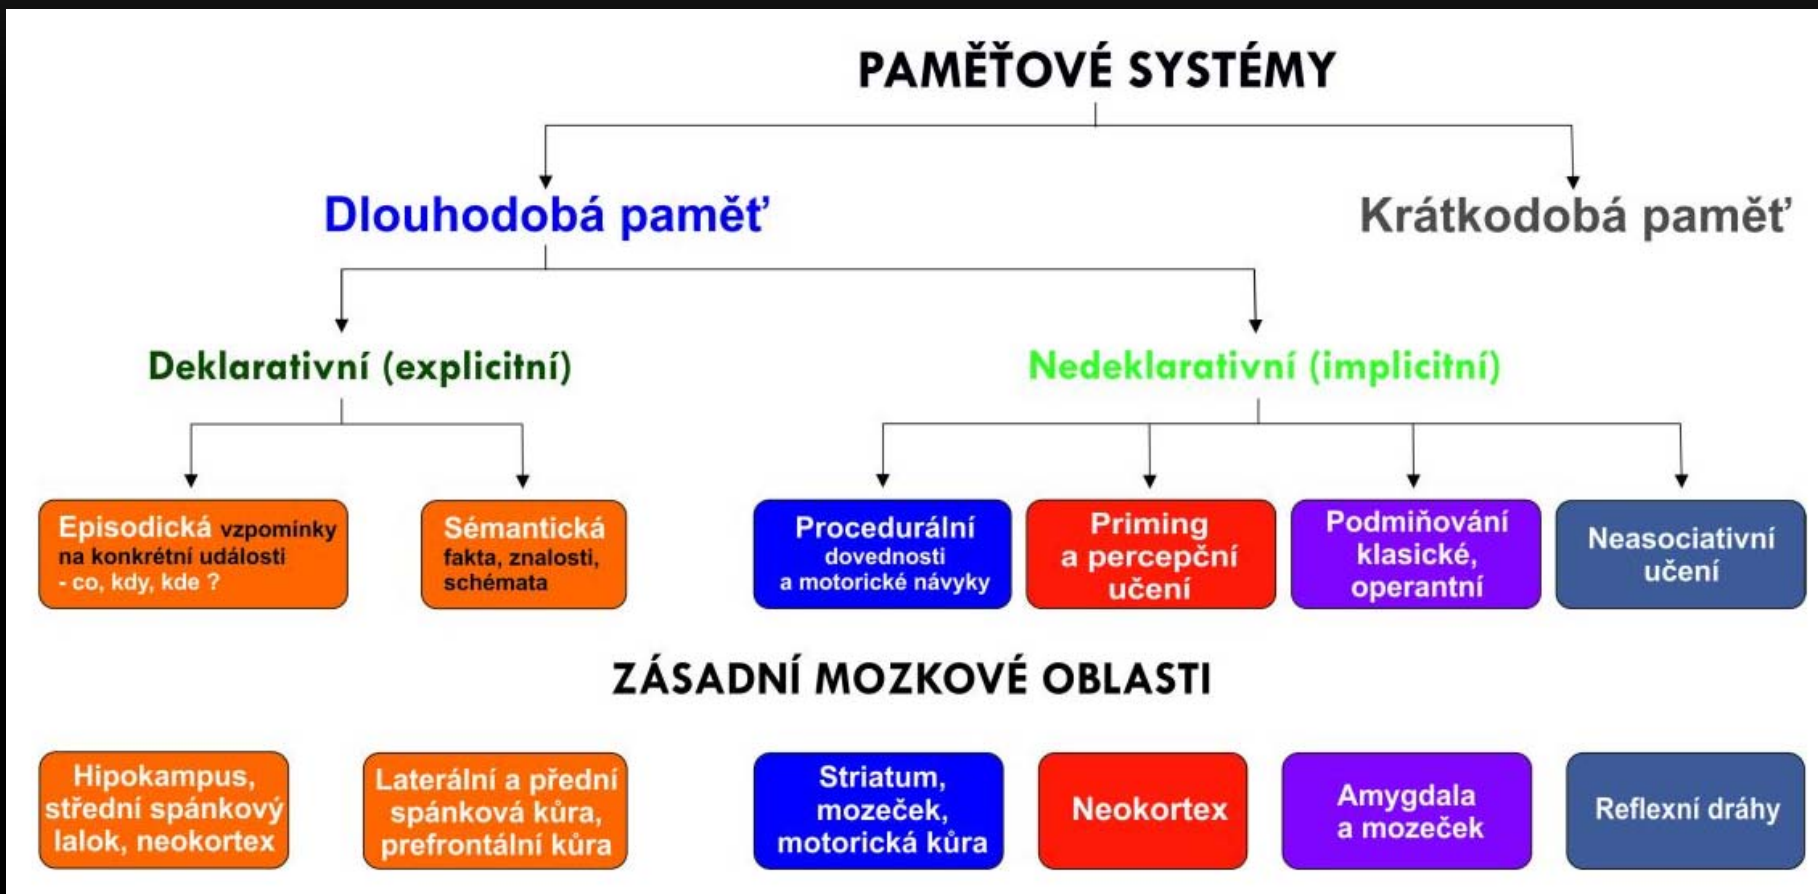 PAMĚŤOVÉ SYSTÉMY
Dlouhodobá paměť
Krátkodobá paměť
Deklarativní (explicitní)
Nedeklarativní (implicitní)
Episodická vzpomínky
na konkrétní události
- co, kdy, kde ?
Sémantická
fakta, znalosti,
schémata
Procedurální
dovednosti
a motorické návyky
Priming
a percepční
učení
Podmiňování
klasické,
operantní
Neasociativní
učení
ZÁSADNÍ MOZKOVÉ OBLASTI
Hipokampus,
střední spánkový
lalok, neokortex
Laterální a přední
spánková kůra,
prefrontální kůra
Striatum,
mozeček,
motorická kůra
Neokortex
Amygdala
a mozeček
Reflexní dráhy